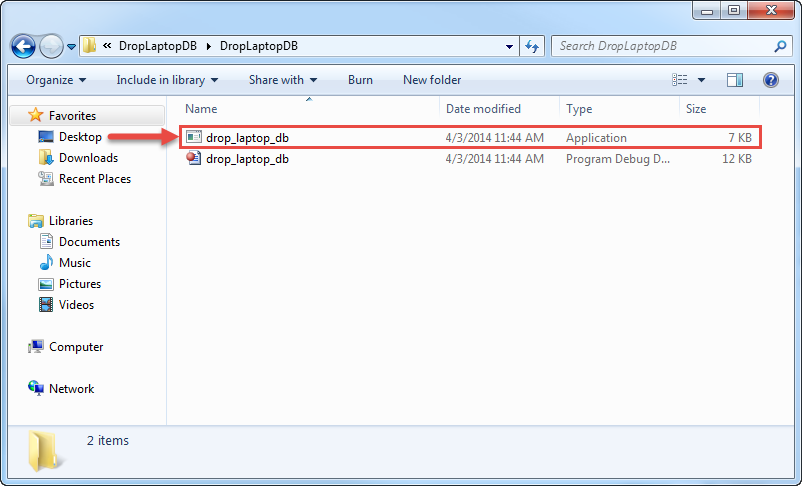 « DropLaptopDB ▸ DropLaptopDB
Search DropLaptopDB
Organize Include in library Share with Burn New folder
Name Date modified Type Size
Favorites
Desktop
Downloads
Recent Places
Libraries
Documents
Music
Pictures
Videos
Computer
Network
drop_laptop_db 4/3/2014 11:44 AM Application 7 KB
drop_laptop_db 4/3/2014 11:44 AM Program Debug D... 12 KB
2 items